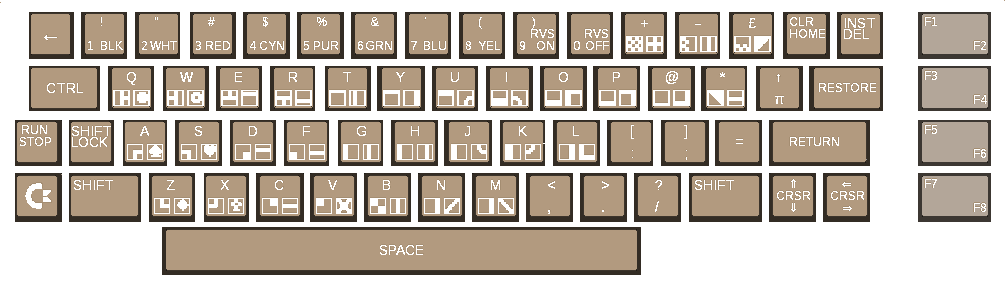 ← ! 1 BLK " 2 WHT # 3 RED $ 4 CYN % 5 PUR & 6 GRN ' 7 BLU ( 8 YEL ) 9 RVS ON 0 RVS OFF + − £ CLR HOME INST DEL F1 F2
CTRL Q W E R T Y U I O P @ * ↑ π RESTORE F3 F4
RUN STOP SHIFT LOCK A S D F G H J K L [ : ] ; = RETURN F5 F6
C= SHIFT Z X C V B N M < , > . ? / SHIFT ⇑ CRSR ⇓ ⇐ CRSR ⇒ F7 F8
SPACE